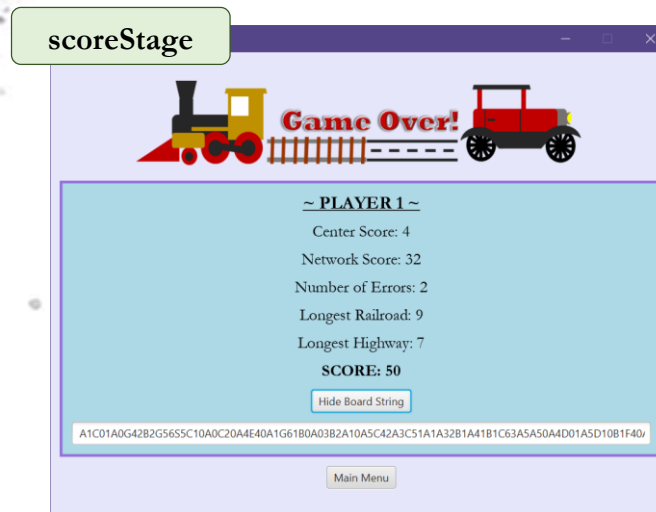 scoreStage
Game Over!
~ PLAYER 1 ~
Center Score: 4
Network Score: 32
Number of Errors: 2
Longest Railroad: 9
Longest Highway: 7
SCORE: 50
Hide Board String
A1C01A0G42B2G56S5C10A0C20A4E40A1G61B0A03B2A10A5C42A3C51A1A32B1A41B1C63A5A50A4D01A5D10B1F40
Main Menu